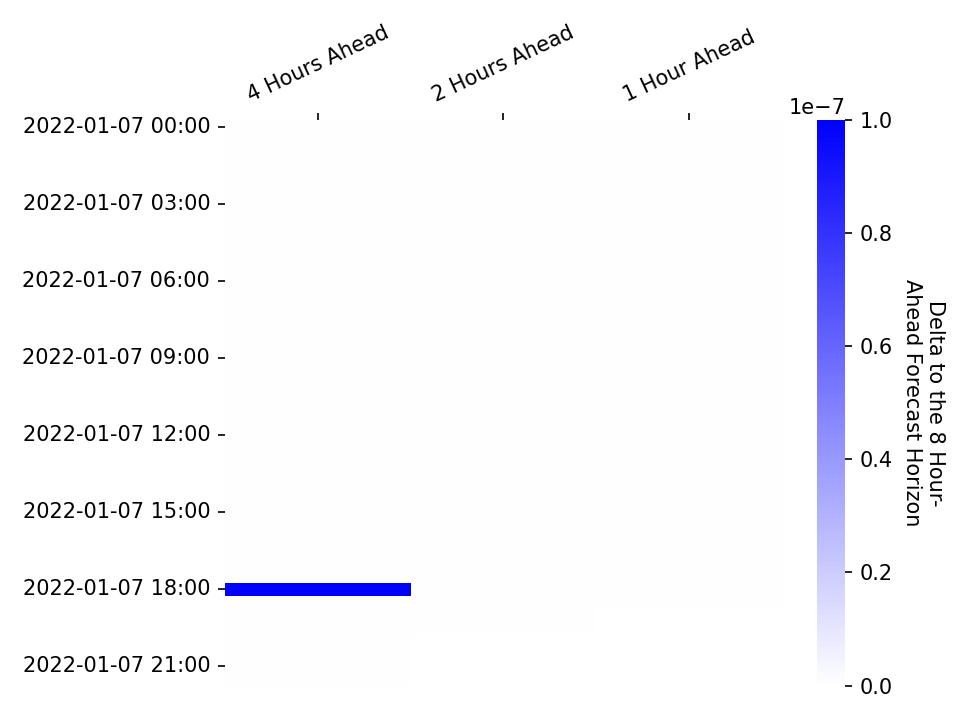 4 Hours Ahead
2 Hours Ahead
1 Hour Ahead
2022-01-07 00:00
2022-01-07 03:00
2022-01-07 06:00
2022-01-07 09:00
2022-01-07 12:00
2022-01-07 15:00
2022-01-07 18:00
2022-01-07 21:00
1e−7
1.0
0.8
0.6
0.4
0.2
0.0
Delta to the 8 Hour-
Ahead Forecast Horizon